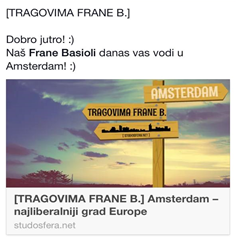 [TRAGOVIMA FRANE B.]
Dobro jutro! :)
Naš Frane Basioli danas vas vodi u
Amsterdam! :)
AMSTERDAM
TRAGOVIMA FRANE B.
[TRAGOVIMA FRANE B.] Amsterdam –
najliberalniji grad Europe
studosfera.net